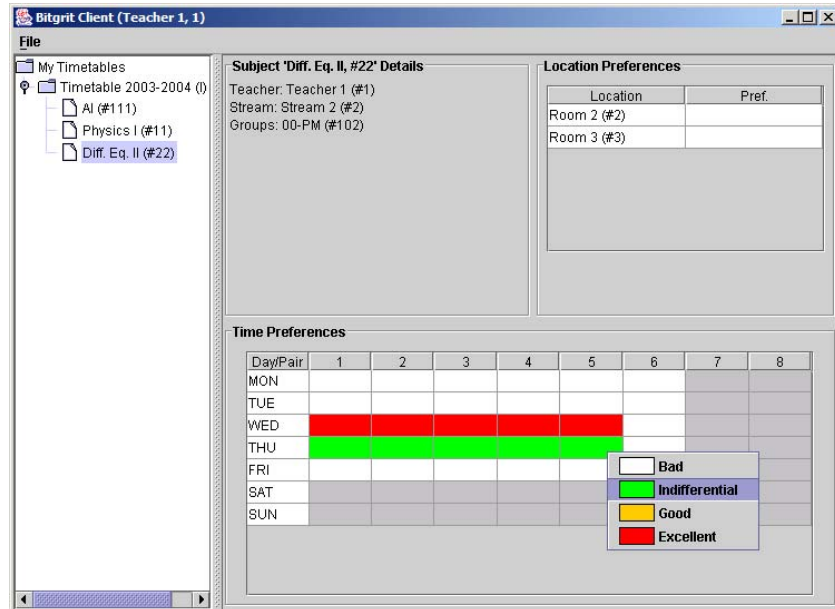 Bitgrit Client (Teacher 1, 1)
File
My Timetables
Timetable 2003-2004 (I)
AI (#111)
Physics I (#11)
Diff. Eq. II (#22)
Subject 'Diff. Eq. II, #22' Details
Teacher: Teacher 1 (#1)
Stream: Stream 2 (#2)
Groups: 00-PM (#102)
Location Preferences
Location Pref.
Room 2 (#2)
Room 3 (#3)
Time Preferences
Day/Pair 1 2 3 4 5 6 7 8
MON
TUE
WED
THU
FRI
SAT
SUN
Bad
Indifferential
Good
Excellent